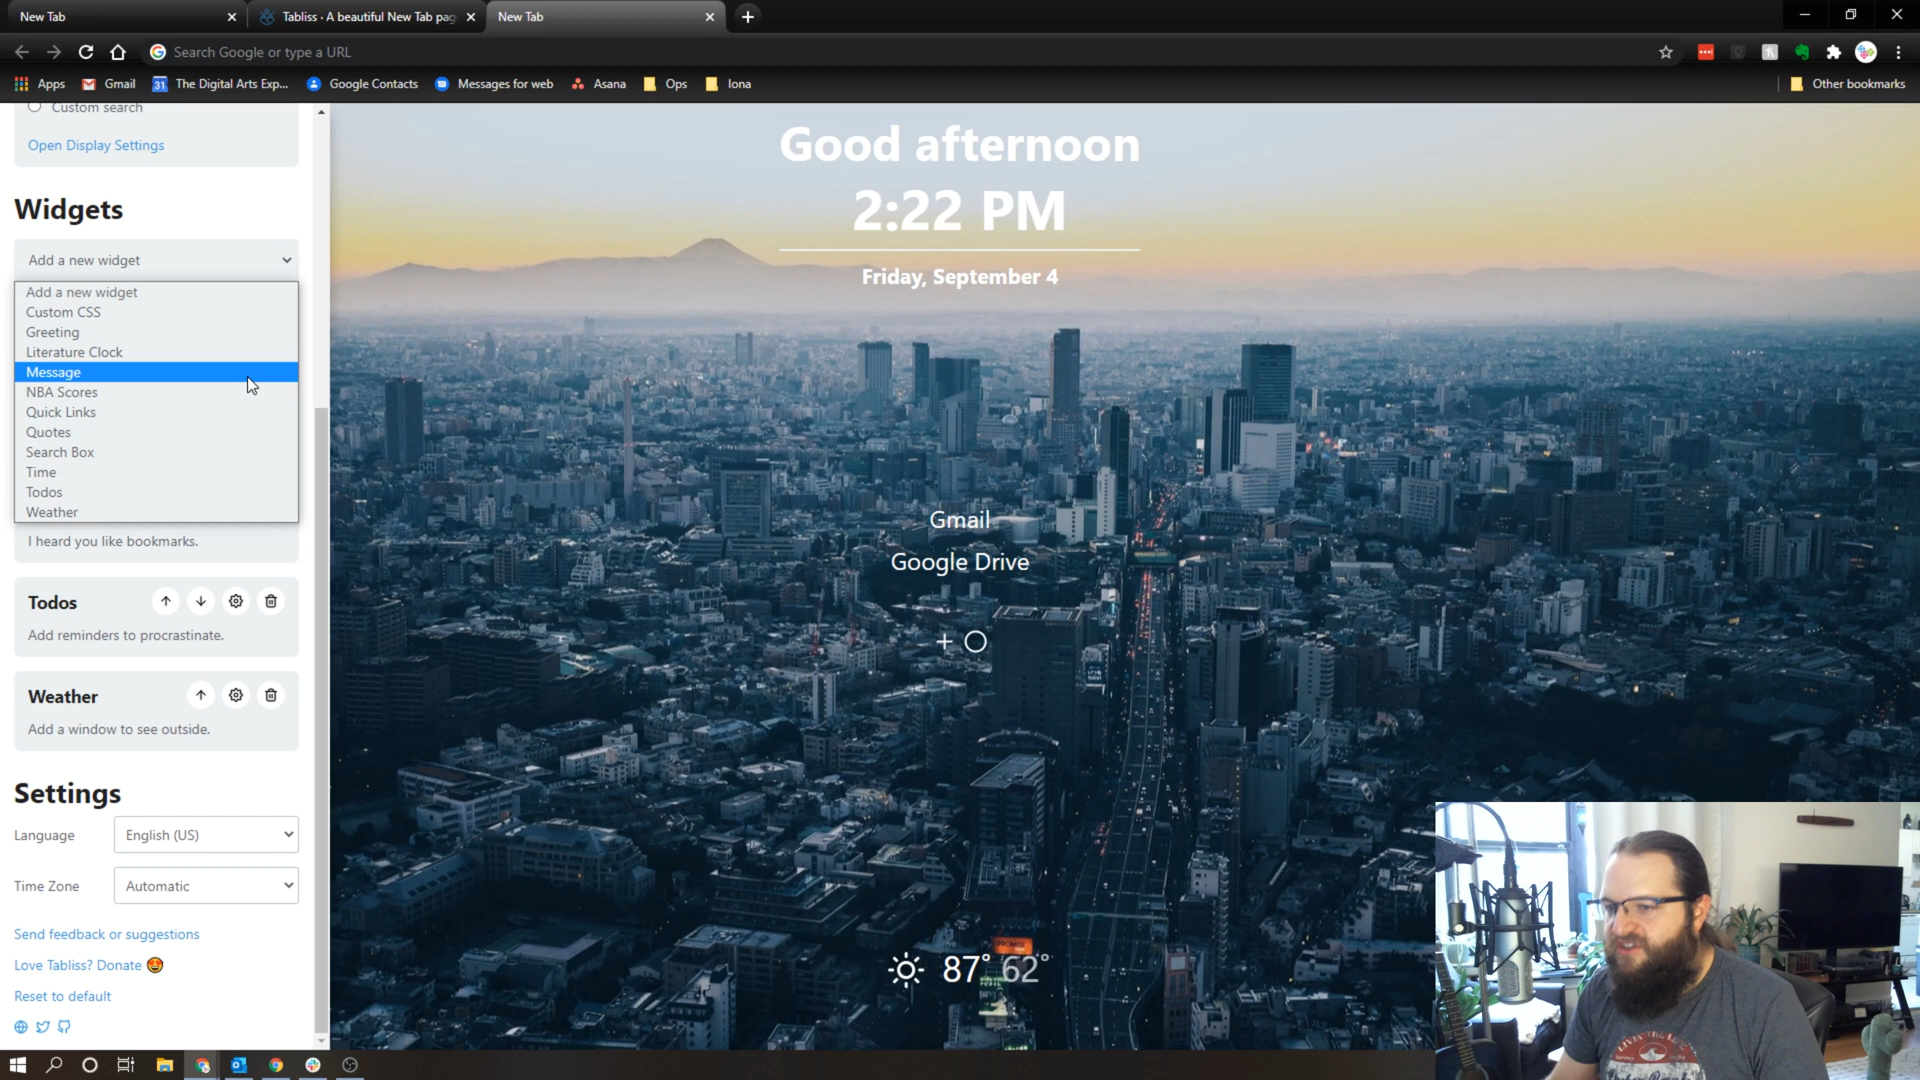 New Tab
Tabliss · A beautiful New Tab pag
New Tab
Search Google or type a URL
Apps
Gmail
31
The Digital Arts Exp...
Google Contacts
Messages for web
Asana
Ops
Iona
Other bookmarks
Custom search
Open Display Settings
Widgets
Add a new widget
Add a new widget
Custom CSS
Greeting
Literature Clock
Message
NBA Scores
Quick Links
Quotes
Search Box
Time
Todos
Weather
I heard you like bookmarks.
Todos
Add reminders to procrastinate.
Weather
Add a window to see outside.
Settings
Language
English (US)
Time Zone
Automatic
Send feedback or suggestions
Love Tabliss? Donate
Reset to default
Good afternoon
2:22 PM
Friday, September 4
Gmail
Google Drive
PROMISE
87° 62°